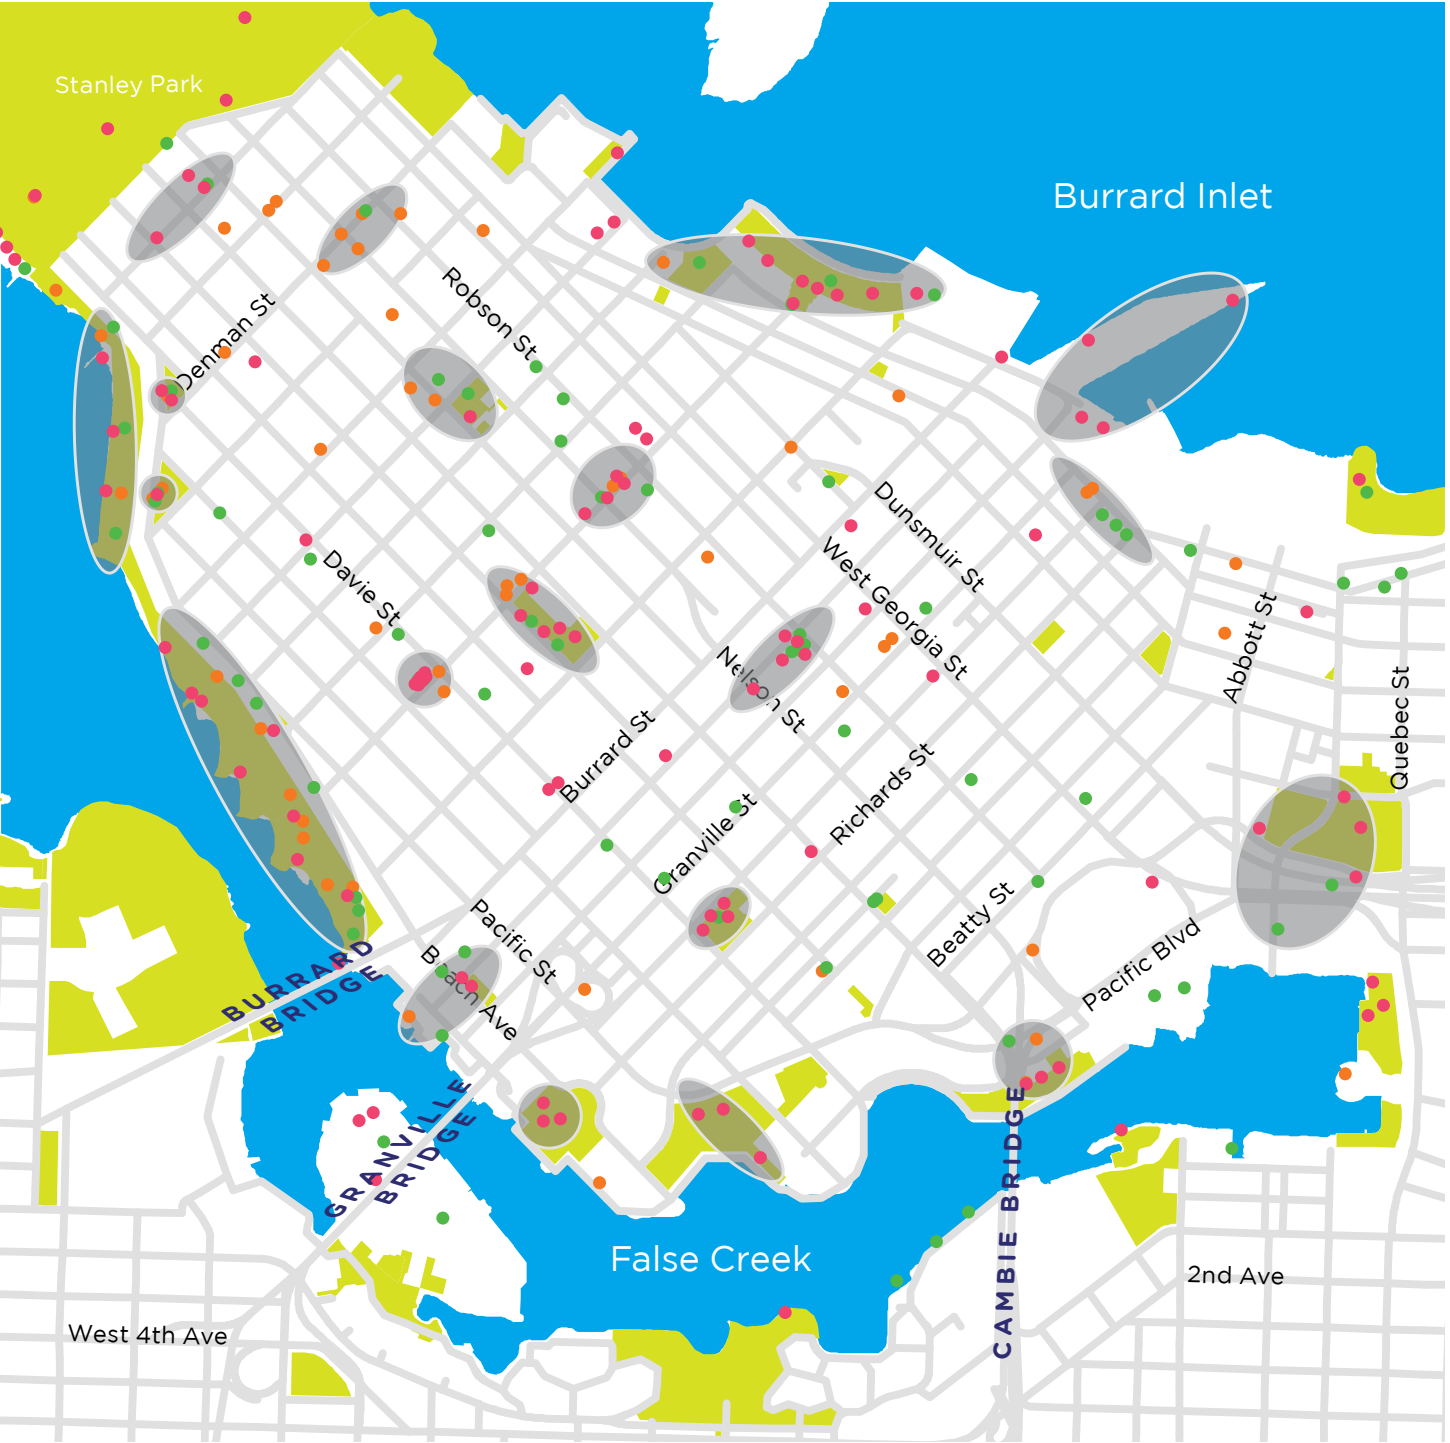 Stanley Park
Burrard Inlet
Robson St
Denman St
Dunsmuir St
West Georgia St
Davie St
Abbott St
Nelson St
Quebec St
Burrard St
Richards St
Granville St
Beatty St
Pacific St
Pacific Blvd
Beach Ave
BURRARD
BRIDGE
GRANVILLE
BRIDGE
CAMBIE BRIDGE
False Creek
2nd Ave
West 4th Ave